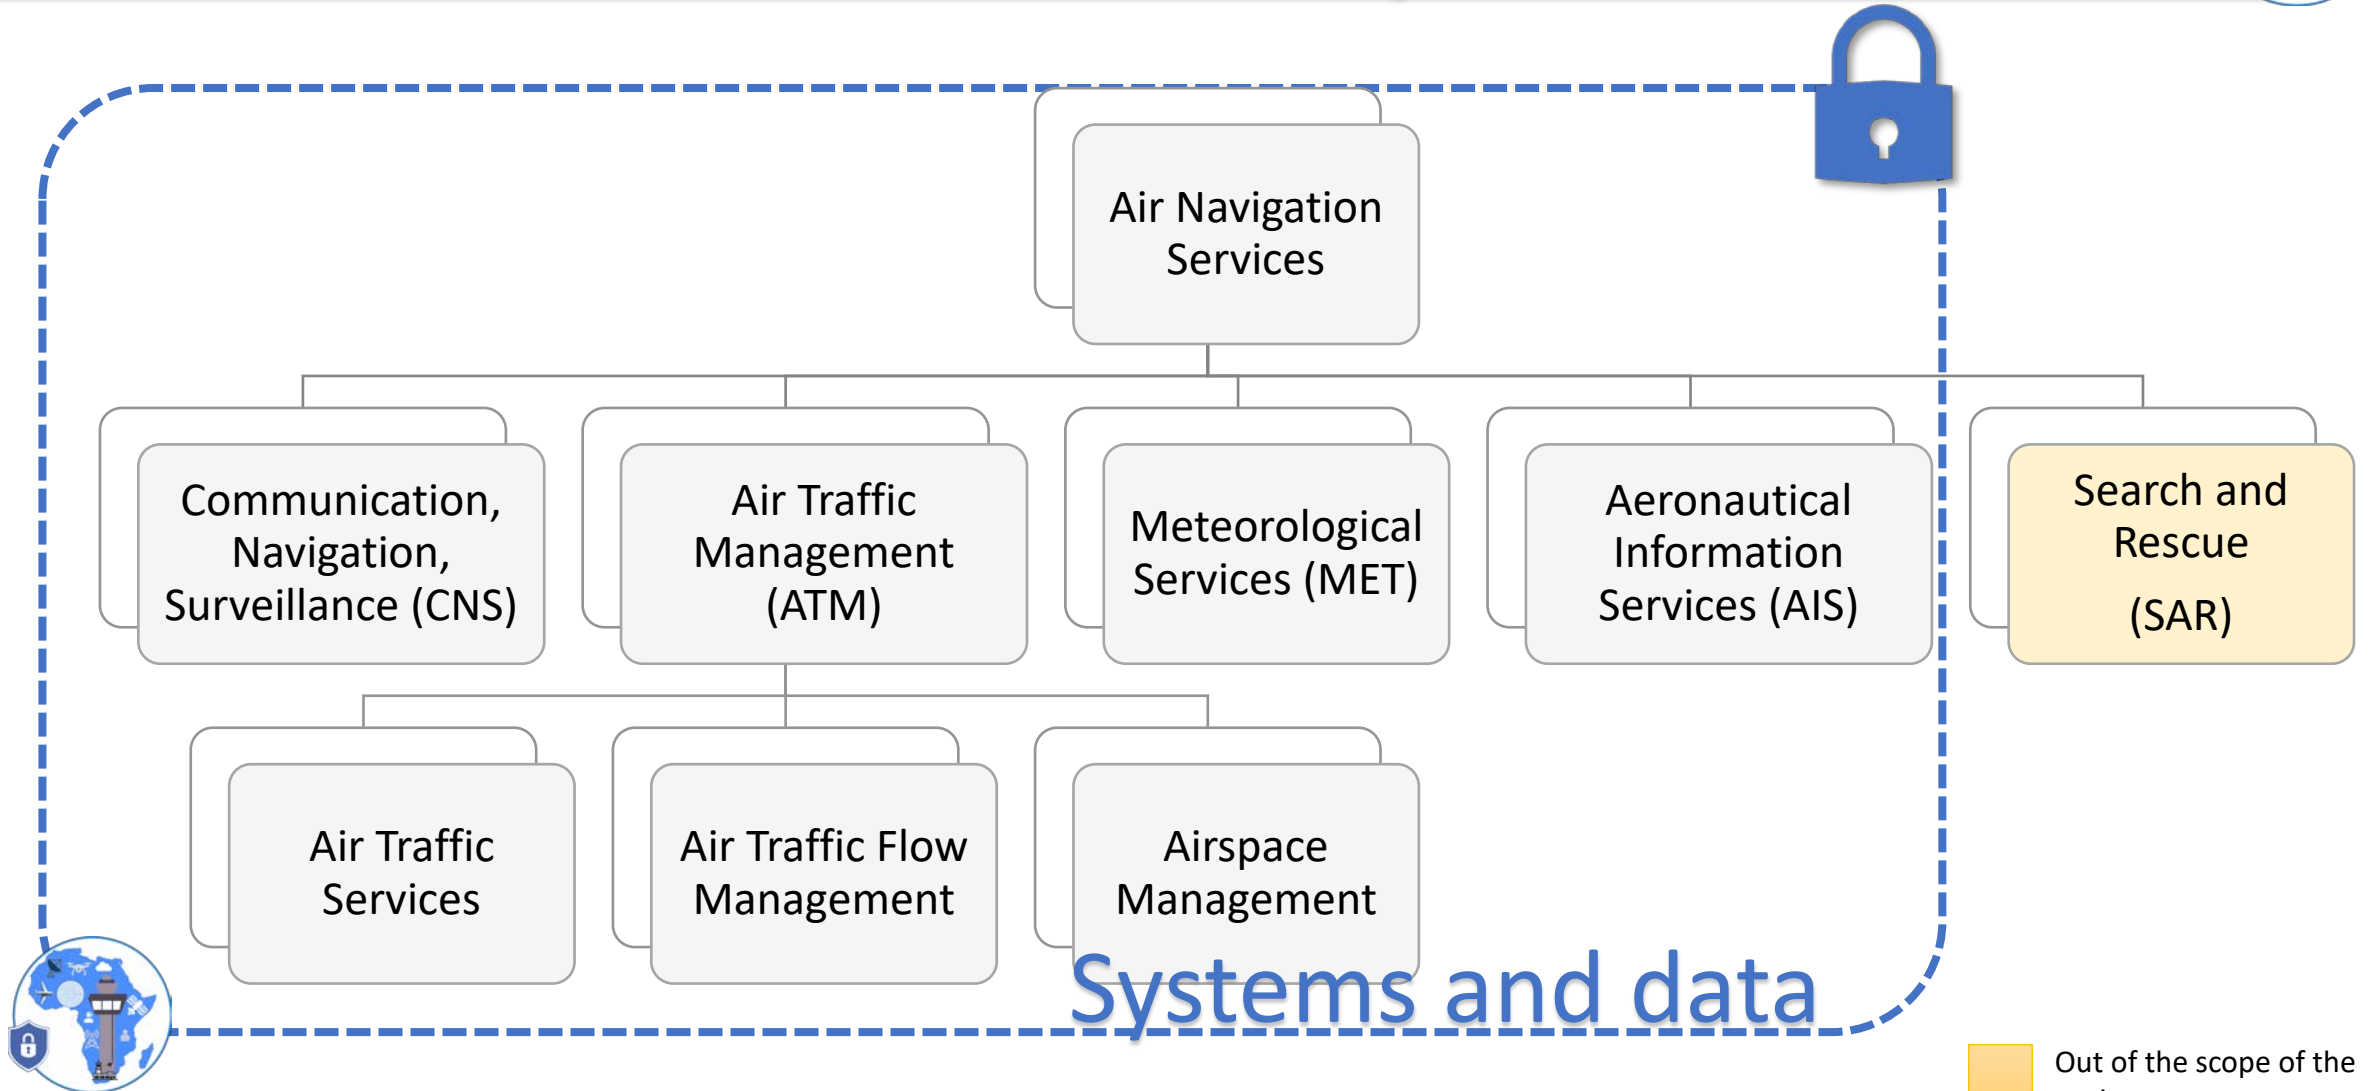 Air Navigation
Services
Communication,
Navigation,
Surveillance (CNS)
Air Traffic
Management
(ATM)
Meteorological
Services (MET)
Aeronautical
Information
Services (AIS)
Search and
Rescue
(SAR)
Air Traffic
Services
Air Traffic Flow
Management
Airspace
Management
Systems and data
Out of the scope of the